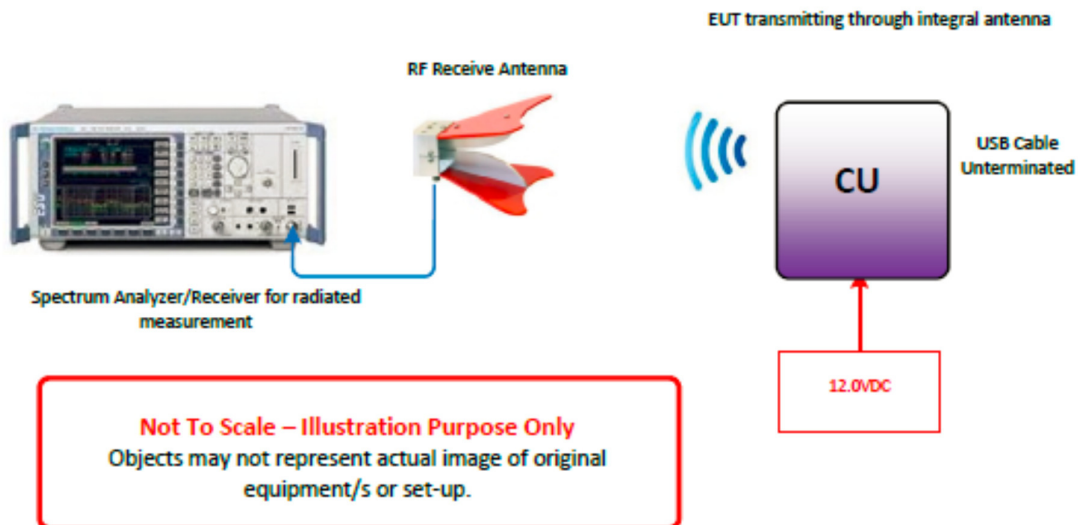 EUT transmitting through integral antenna
RF Receive Antenna
USB Cable
Unterminated
CU
Spectrum Analyzer/Receiver for radiated
measurement
12.0VDC
Not To Scale – Illustration Purpose Only
Objects may not represent actual image of original
equipment/s or set-up.